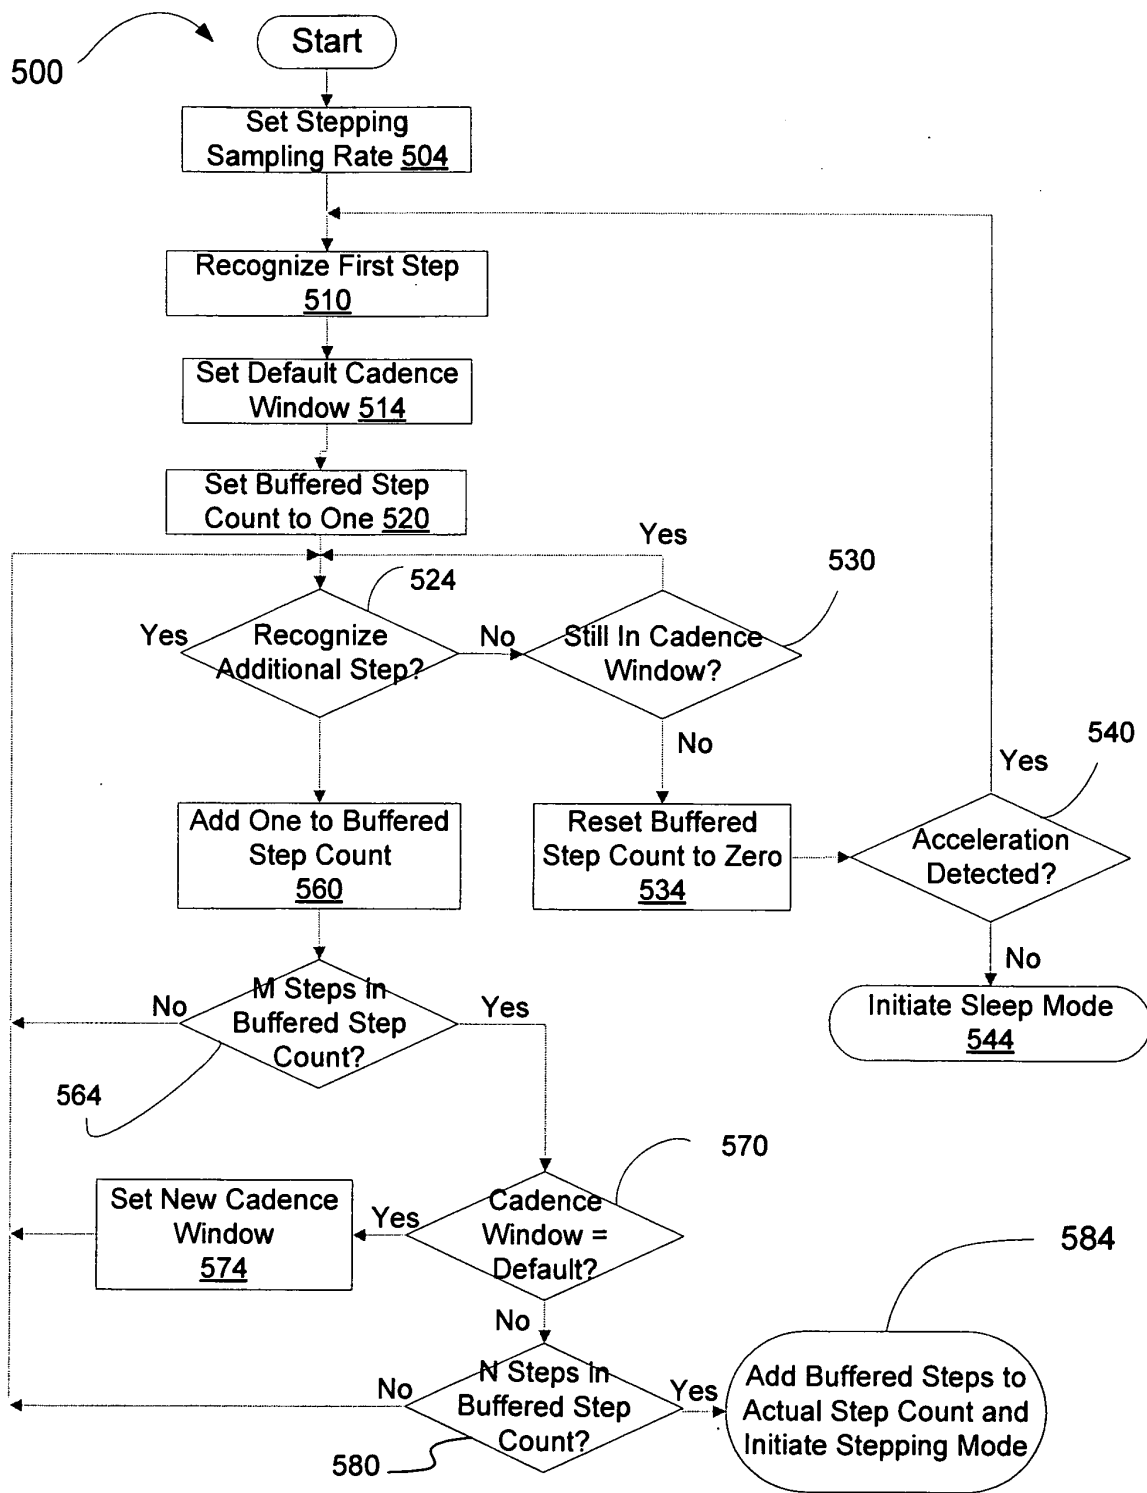 500
Start
Set Stepping
Sampling Rate 504
Recognize First Step
510
Set Default Cadence
Window 514
Set Buffered Step
Count to One 520
Yes
524
530
Yes
Recognize
Additional Step?
No
Still In Cadence
Window?
No
540
Yes
Add One to Buffered
Step Count
560
Reset Buffered
Step Count to Zero
534
Acceleration
Detected?
No
Initiate Sleep Mode
544
No
M Steps in
Buffered Step
Count?
Yes
564
570
Set New Cadence
Window
574
Yes
Cadence
Window =
Default?
584
No
No
N Steps in
Buffered Step
Count?
Yes
580
Add Buffered Steps to
Actual Step Count and
Initiate Stepping Mode